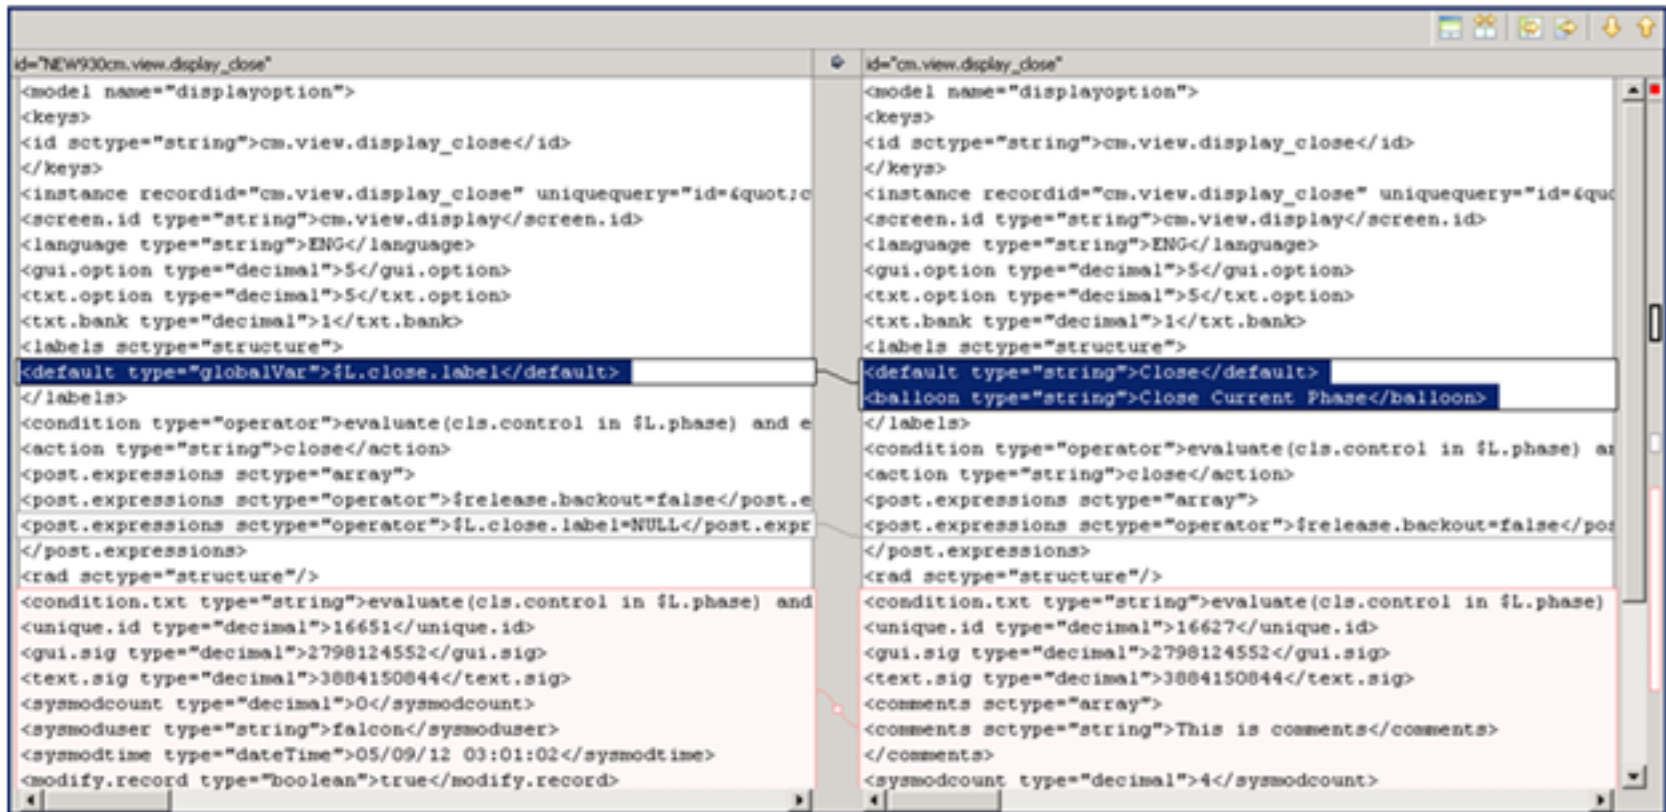 id="NEW930cm.view.display_close"
<model name="displayoption">
<keys>
<id sctype="string">cm.view.display_close</id>
</keys>
<instance recordid="cm.view.display_close" uniquequery="id=&quot;c
<screen.id type="string">cm.view.display</screen.id>
<language type="string">ENG</language>
<gui.option type="decimal">5</gui.option>
<txt.option type="decimal">5</txt.option>
<txt.bank type="decimal">1</txt.bank>
<labels sctype="structure">
<default type="globalVar">$L.close.label</default>
</labels>
<condition type="operator">evaluate(cls.control in $L.phase) and e
<action type="string">close</action>
<post.expressions sctype="array">
<post.expressions sctype="operator">$release.backout=false</post.e
<post.expressions sctype="operator">$L.close.label=NULL</post.expr
</post.expressions>
<rad sctype="structure"/>
<condition.txt type="string">evaluate(cls.control in $L.phase) and
<unique.id type="decimal">16651</unique.id>
<gui.sig type="decimal">2798124552</gui.sig>
<text.sig type="decimal">3884150844</text.sig>
<sysmodcount type="decimal">0</sysmodcount>
<sysmoduser type="string">falcon</sysmoduser>
<sysmodtime type="dateTime">05/09/12 03:01:02</sysmodtime>
<modify.record type="boolean">true</modify.record>
id="cm.view.display_close"
<model name="displayoption">
<keys>
<id sctype="string">cm.view.display_close</id>
</keys>
<instance recordid="cm.view.display_close" uniquequery="id=&quo
<screen.id type="string">cm.view.display</screen.id>
<language type="string">ENG</language>
<gui.option type="decimal">5</gui.option>
<txt.option type="decimal">5</txt.option>
<txt.bank type="decimal">1</txt.bank>
<labels sctype="structure">
<default type="string">Close</default>
<balloon type="string">Close Current Phase</balloon>
</labels>
<condition type="operator">evaluate(cls.control in $L.phase) an
<action type="string">close</action>
<post.expressions sctype="array">
<post.expressions sctype="operator">$release.backout=false</pos
</post.expressions>
<rad sctype="structure"/>
<condition.txt type="string">evaluate(cls.control in $L.phase)
<unique.id type="decimal">16627</unique.id>
<gui.sig type="decimal">2798124552</gui.sig>
<text.sig type="decimal">3884150844</text.sig>
<comments sctype="array">
<comments sctype="string">This is comments</comments>
</comments>
<sysmodcount type="decimal">4</sysmodcount>